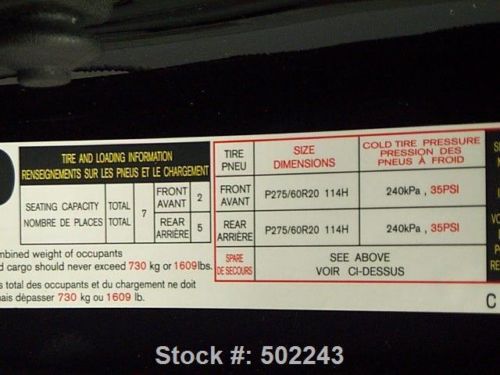 TIRE AND LOADING INFORMATION
RENSEIGNEMENTS SUR LES PNEUS ET LE CHARGEMENT
SEATING CAPACITY TOTAL 7 FRONT AVANT 2
NOMBRE DE PLACES TOTAL REAR ARRIÈRE 5
mbined weight of occupants
d cargo should never exceed 730 kg or 1609 lbs.
s total des occupants et du chargement ne doit
nais dépasser 730 kg ou 1609 lb.
TIRE PNEU SIZE DIMENSIONS COLD TIRE PRESSURE PRESSION DES PNEUS À FROID
FRONT AVANT P275/60R20 114H 240kPa , 35PSI
REAR ARRIÈRE P275/60R20 114H 240kPa , 35PSI
SPARE DE SECOURS SEE ABOVE VOIR CI-DESSUS
C
Stock #: 502243